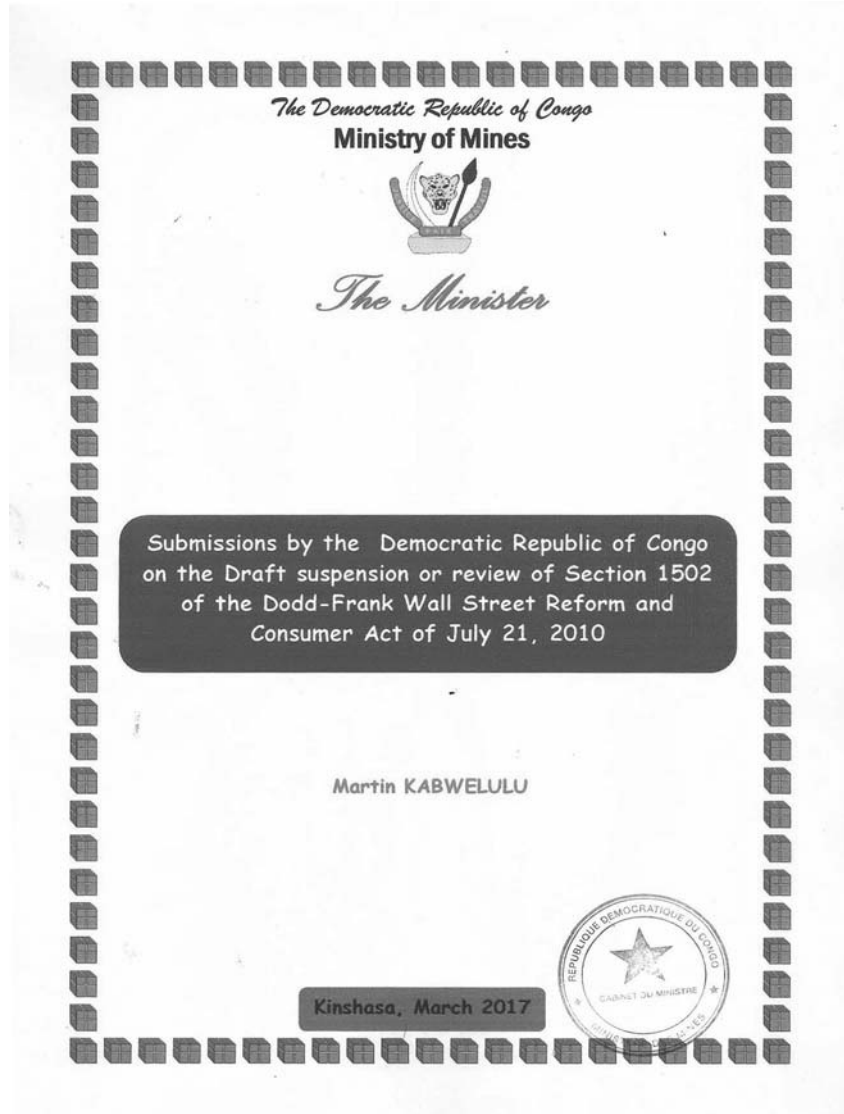 The Democratic Republic of Congo
Ministry of Mines
PAIX
The Minister
Submissions by the Democratic Republic of Congo
on the Draft suspension or review of Section 1502
of the Dodd-Frank Wall Street Reform and
Consumer Act of July 21, 2010
Martin KABWELULU
REPUBLIQUE DEMOCRATIQUE DU CONGO
CABINET DU MINISTRE
Kinshasa, March 2017